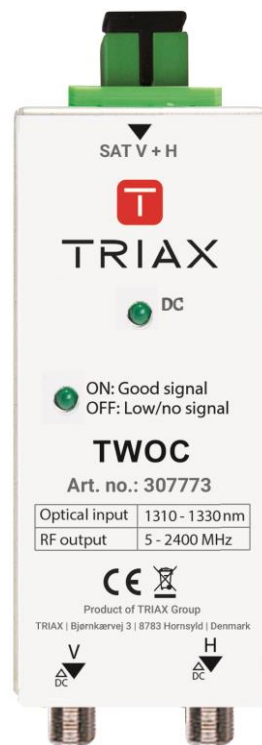 SAT V + H
T
TRIAX
DC
ON: Good signal
OFF: Low/no signal
TWOC
Art. no.: 307773
Optical input 1310 - 1330 nm
RF output 5 - 2400 MHz
CE
Product of TRIAX Group
TRIAX | Bjørnkærvej 3 | 8783 Hornsyld | Denmark
V H
DC DC